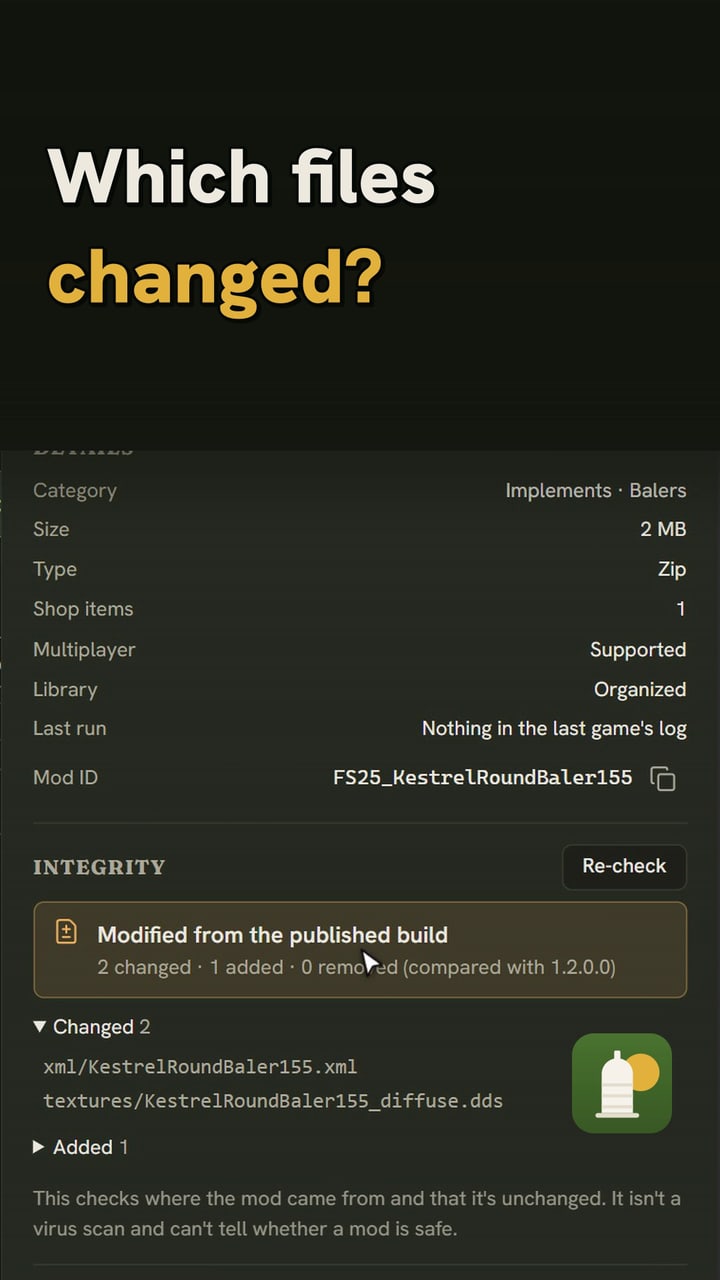 Which files
changed?
DETAILS
Category Implements · Balers
Size 2 MB
Type Zip
Shop items 1
Multiplayer Supported
Library Organized
Last run Nothing in the last game's log
Mod ID FS25_KestrelRoundBaler155
INTEGRITY Re-check
Modified from the published build
2 changed · 1 added · 0 removed (compared with 1.2.0.0)
Changed 2
xml/KestrelRoundBaler155.xml
textures/KestrelRoundBaler155_diffuse.dds
Added 1
This checks where the mod came from and that it's unchanged. It isn't a
virus scan and can't tell whether a mod is safe.